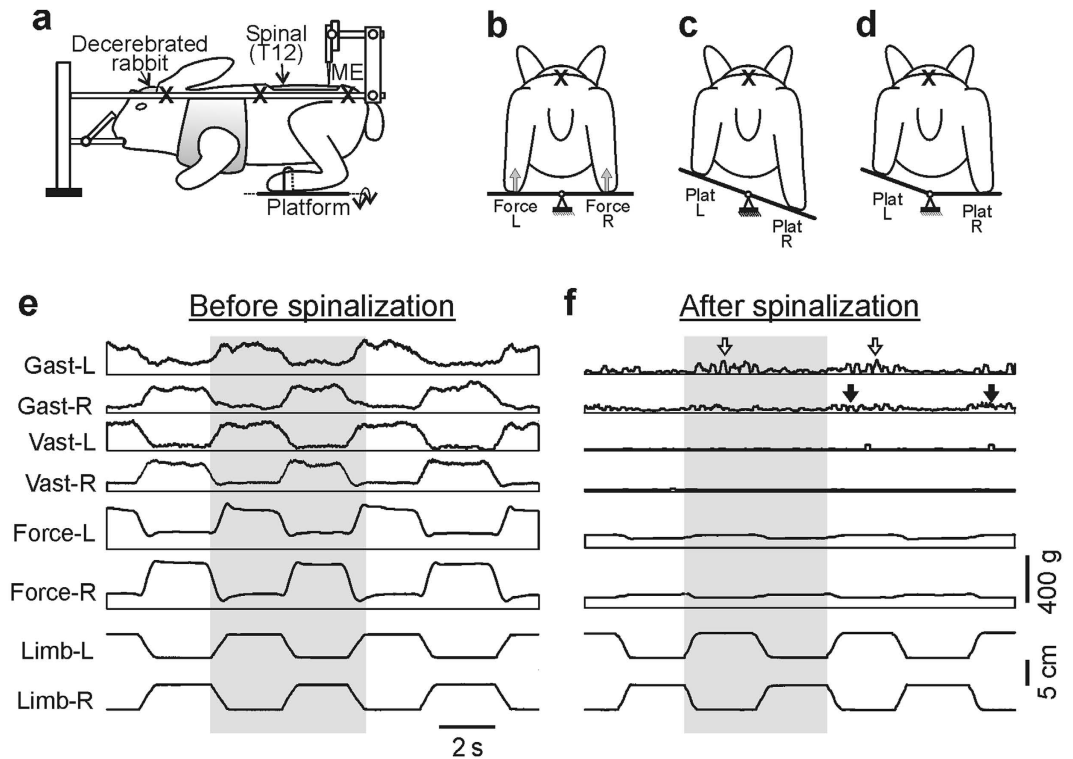 a
Decerebrated
rabbit
Spinal
(T12)
ME
Platform
b
Force
L
Force
R
c
Plat
L
Plat
R
d
Plat
L
Plat
R
e
Before spinalization
f
After spinalization
Gast-L
Gast-R
Vast-L
Vast-R
Force-L
Force-R
Limb-L
Limb-R
400 g
5 cm
2 s